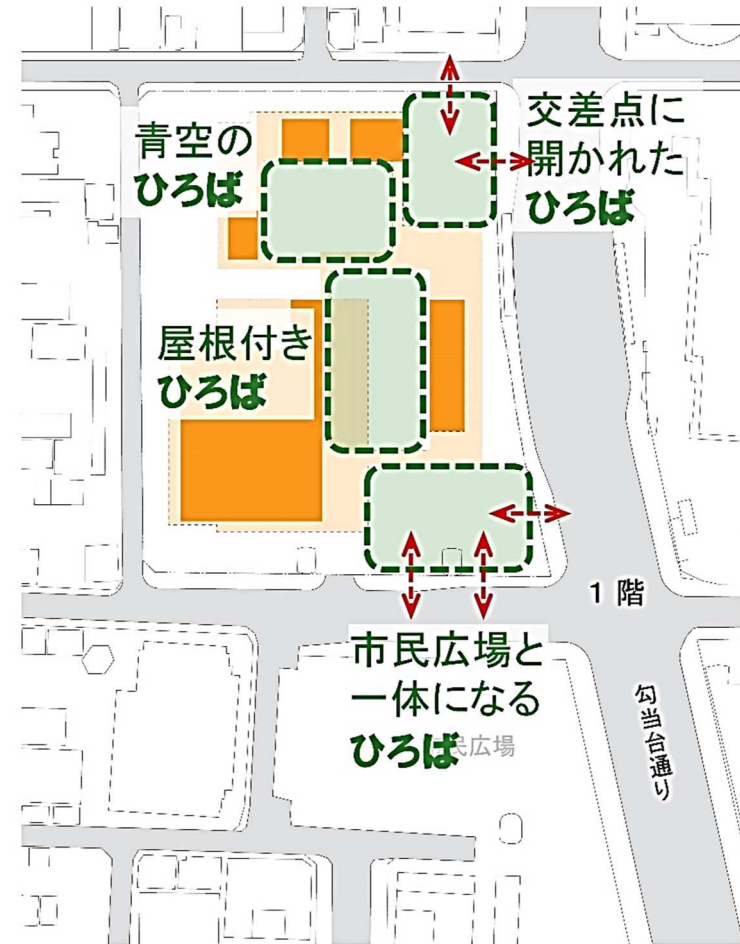 青空の
ひろば
交差点に
開かれた
ひろば
屋根付き
ひろば
1階
市民広場と
一体になる
ひろば
民広場
勾当台通り